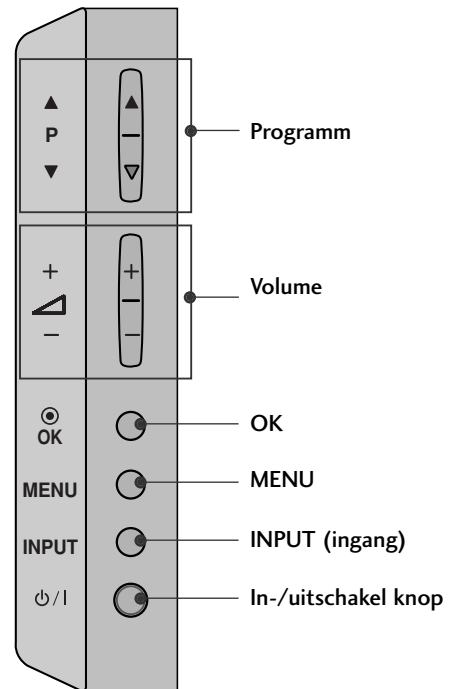 ▲ ▲
P Programm
▼ ▽
+ +
Volume
− −
OK OK
MENU MENU
INPUT INPUT (ingang)
⏻/I In-/uitschakel knop